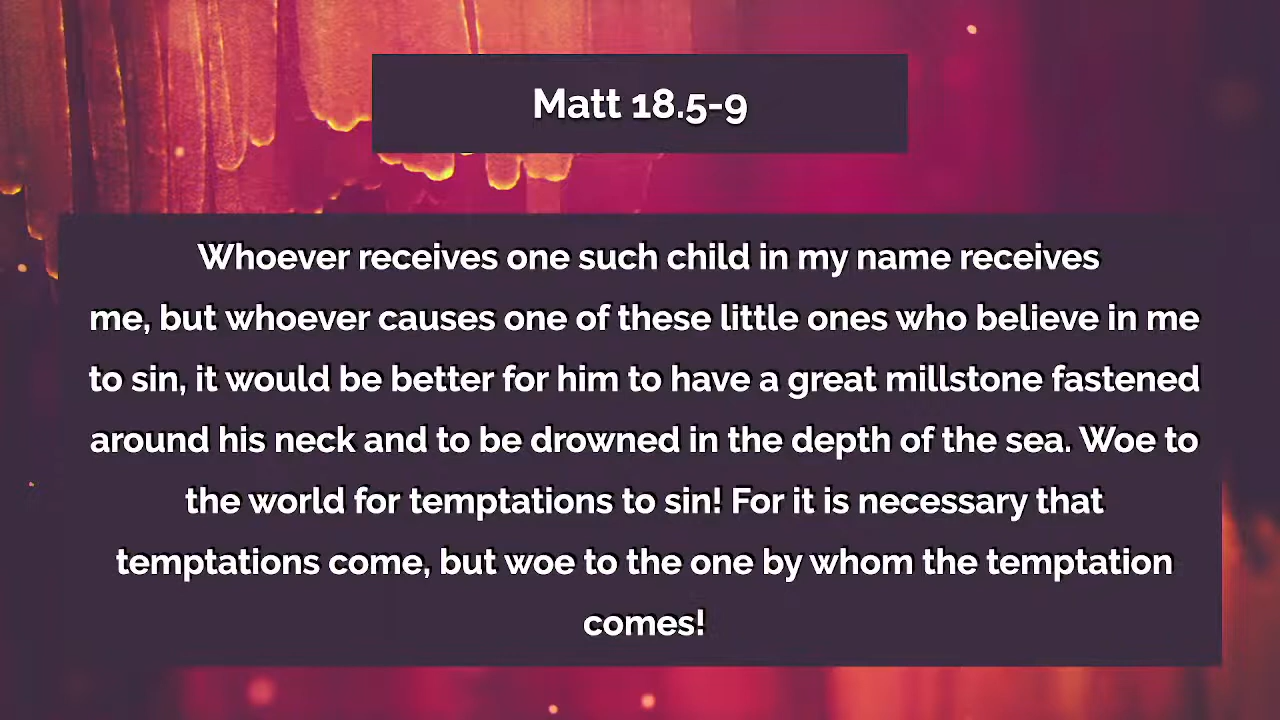 Matt 18.5-9
Whoever receives one such child in my name receives
me, but whoever causes one of these little ones who believe in me
to sin, it would be better for him to have a great millstone fastened
around his neck and to be drowned in the depth of the sea. Woe to
the world for temptations to sin! For it is necessary that
temptations come, but woe to the one by whom the temptation
comes!